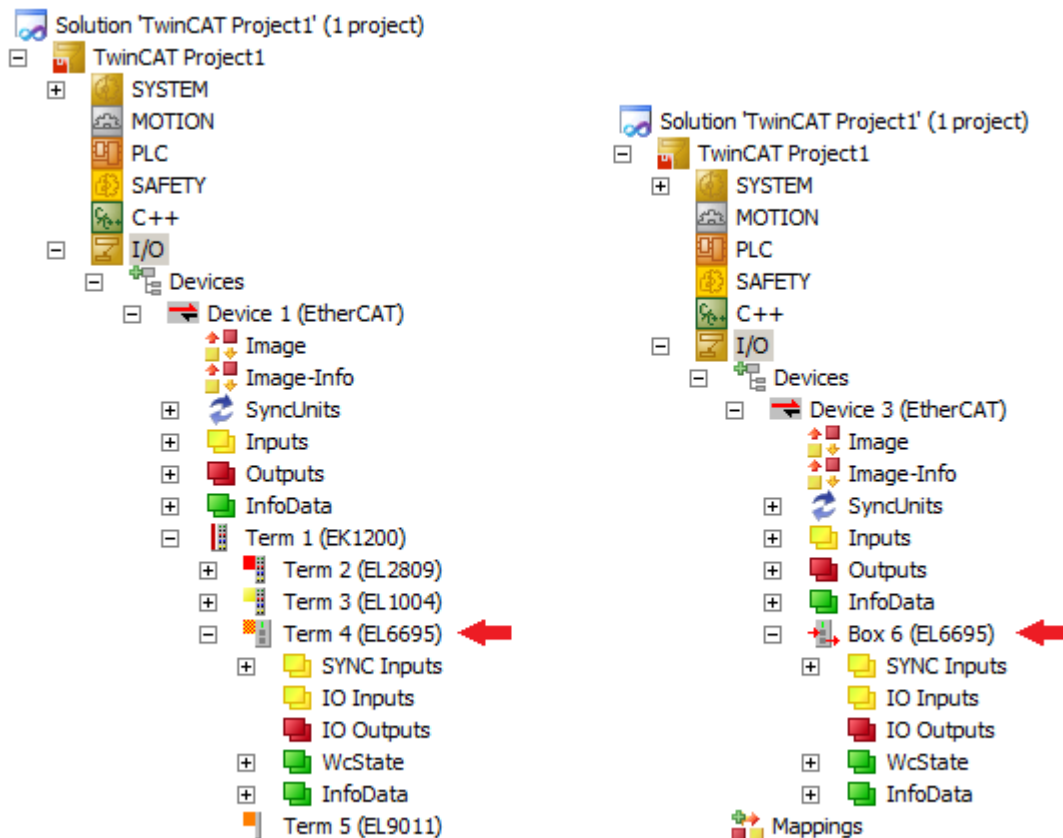 Solution 'TwinCAT Project1' (1 project)
TwinCAT Project1
SYSTEM
MOTION
PLC
SAFETY
C++
I/O
Devices
Device 1 (EtherCAT)
Image
Image-Info
SyncUnits
Inputs
Outputs
InfoData
Term 1 (EK1200)
Term 2 (EL2809)
Term 3 (EL1004)
Term 4 (EL6695)
SYNC Inputs
IO Inputs
IO Outputs
WcState
InfoData
Term 5 (EL9011)
Solution 'TwinCAT Project1' (1 project)
TwinCAT Project1
SYSTEM
MOTION
PLC
SAFETY
C++
I/O
Devices
Device 3 (EtherCAT)
Image
Image-Info
SyncUnits
Inputs
Outputs
InfoData
Box 6 (EL6695)
SYNC Inputs
IO Inputs
IO Outputs
WcState
InfoData
Mappings